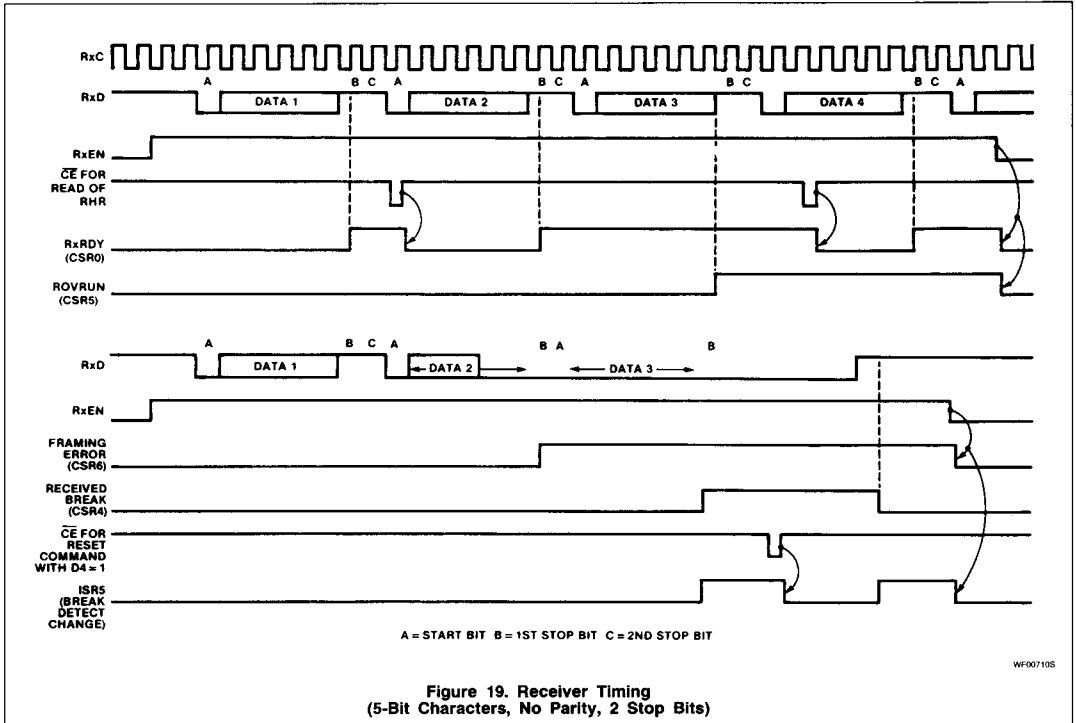 RxC
A B C A B C A B C B C A
RxD DATA 1 DATA 2 DATA 3 DATA 4
RxEN
CE FOR
READ OF
RHR
RxRDY
(CSR0)
ROVRUN
(CSR5)
A B C A B A B
RxD DATA 1 DATA 2 DATA 3
RxEN
FRAMING
ERROR
(CSR6)
RECEIVED
BREAK
(CSR4)
CE FOR
RESET
COMMAND
WITH D4 = 1
ISR5
(BREAK
DETECT
CHANGE)
A = START BIT B = 1ST STOP BIT C = 2ND STOP BIT
WF00710S
Figure 19. Receiver Timing
(5-Bit Characters, No Parity, 2 Stop Bits)